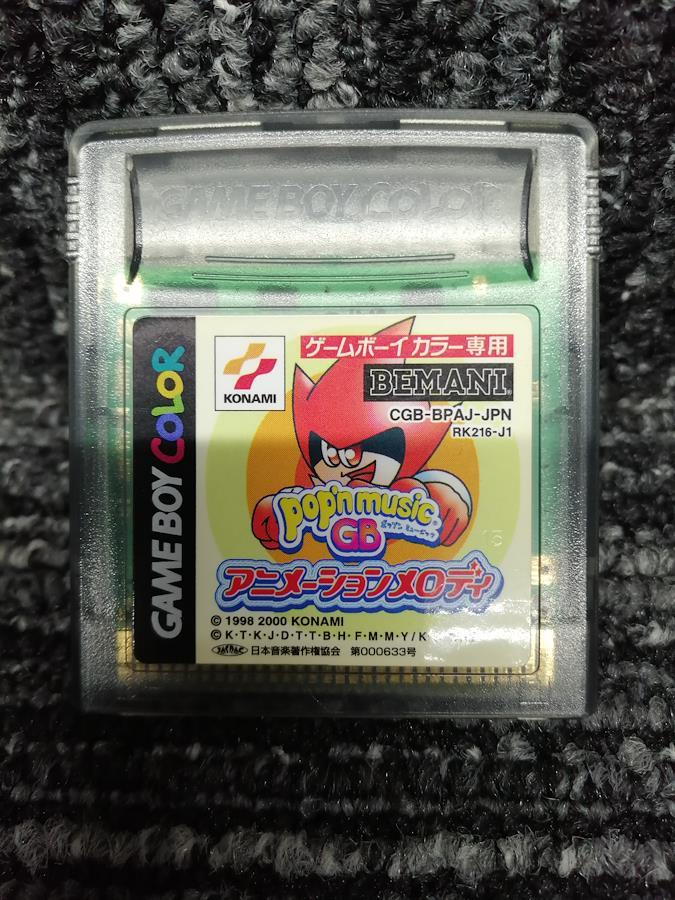 GAME BOY COLOR
GAME BOY COLOR
KONAMI
ゲームボーイカラー専用
BEMANI®
CGB-BPAJ-JPN
RK216-J1
pop'n music®
ポップン ミュージック
GB
15
アニメーションメロディ
© 1998 2000 KONAMI
© K・T・K・J・D・T・T・B・H・F・M・M・Y/K
JASRAC 日本音楽著作権協会 第000633号